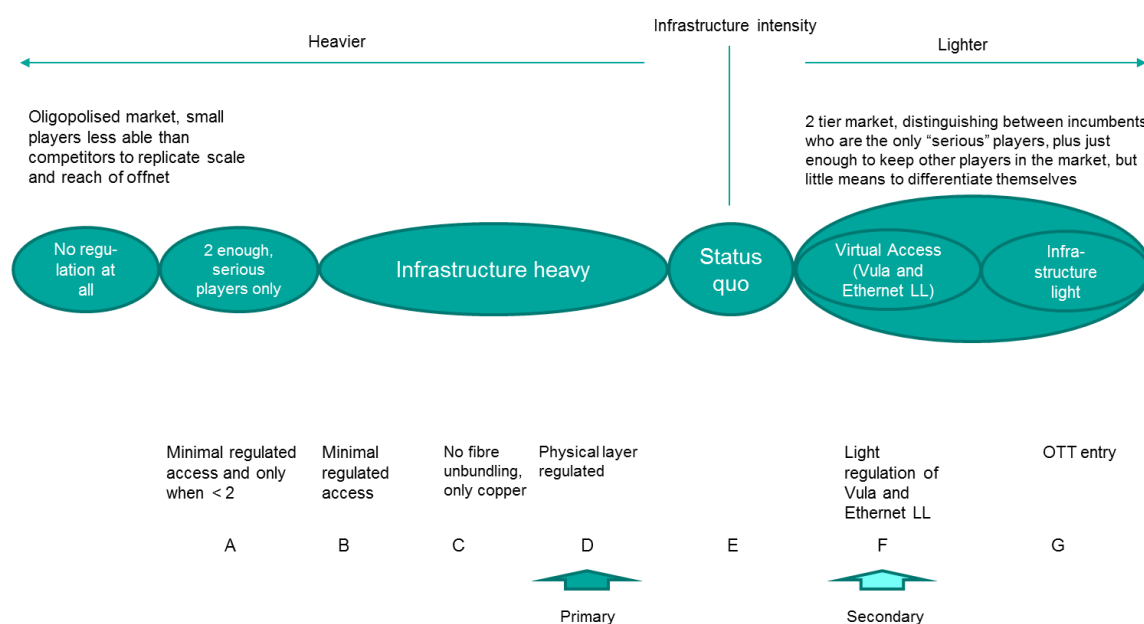 Infrastructure intensity
Heavier
Lighter
Oligopolised market, small
players less able than
competitors to replicate scale
and reach of offnet
2 tier market, distinguishing between incumbents
who are the only “serious” players, plus just
enough to keep other players in the market, but
little means to differentiate themselves
No regu-
lation at
all
2 enough,
serious
players only
Infrastructure heavy
Status
quo
Virtual Access
(Vula and
Ethernet LL)
Infra-
structure
light
Minimal regulated
access and only
when < 2
Minimal
regulated
access
No fibre
unbundling,
only copper
Physical layer
regulated
Light
regulation of
Vula and
Ethernet LL
OTT entry
A
B
C
D
E
F
G
Primary
Secondary